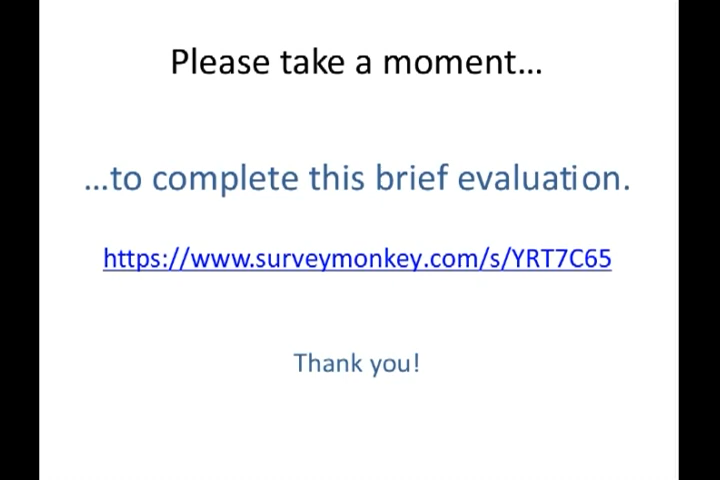 Please take a moment…
…to complete this brief evaluation.
https://www.surveymonkey.com/s/YRT7C65
Thank you!